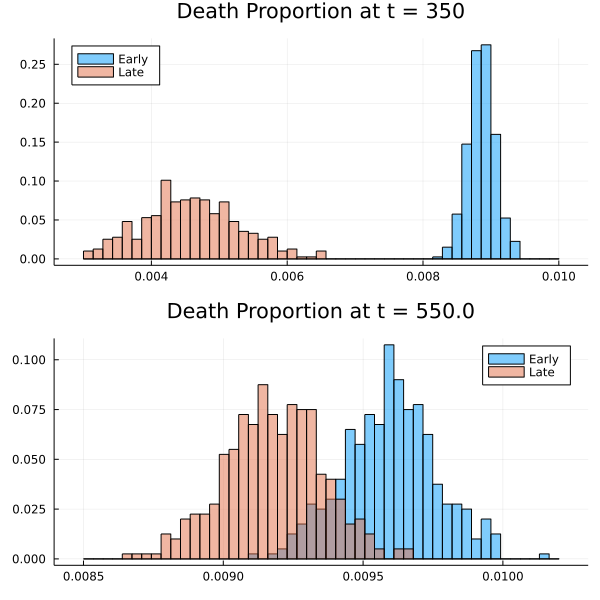 Death Proportion at t = 350
Early
Late
0.25
0.20
0.15
0.10
0.05
0.00
0.004 0.006 0.008 0.010
Death Proportion at t = 550.0
Early
Late
0.100
0.075
0.050
0.025
0.000
0.0085 0.0090 0.0095 0.0100